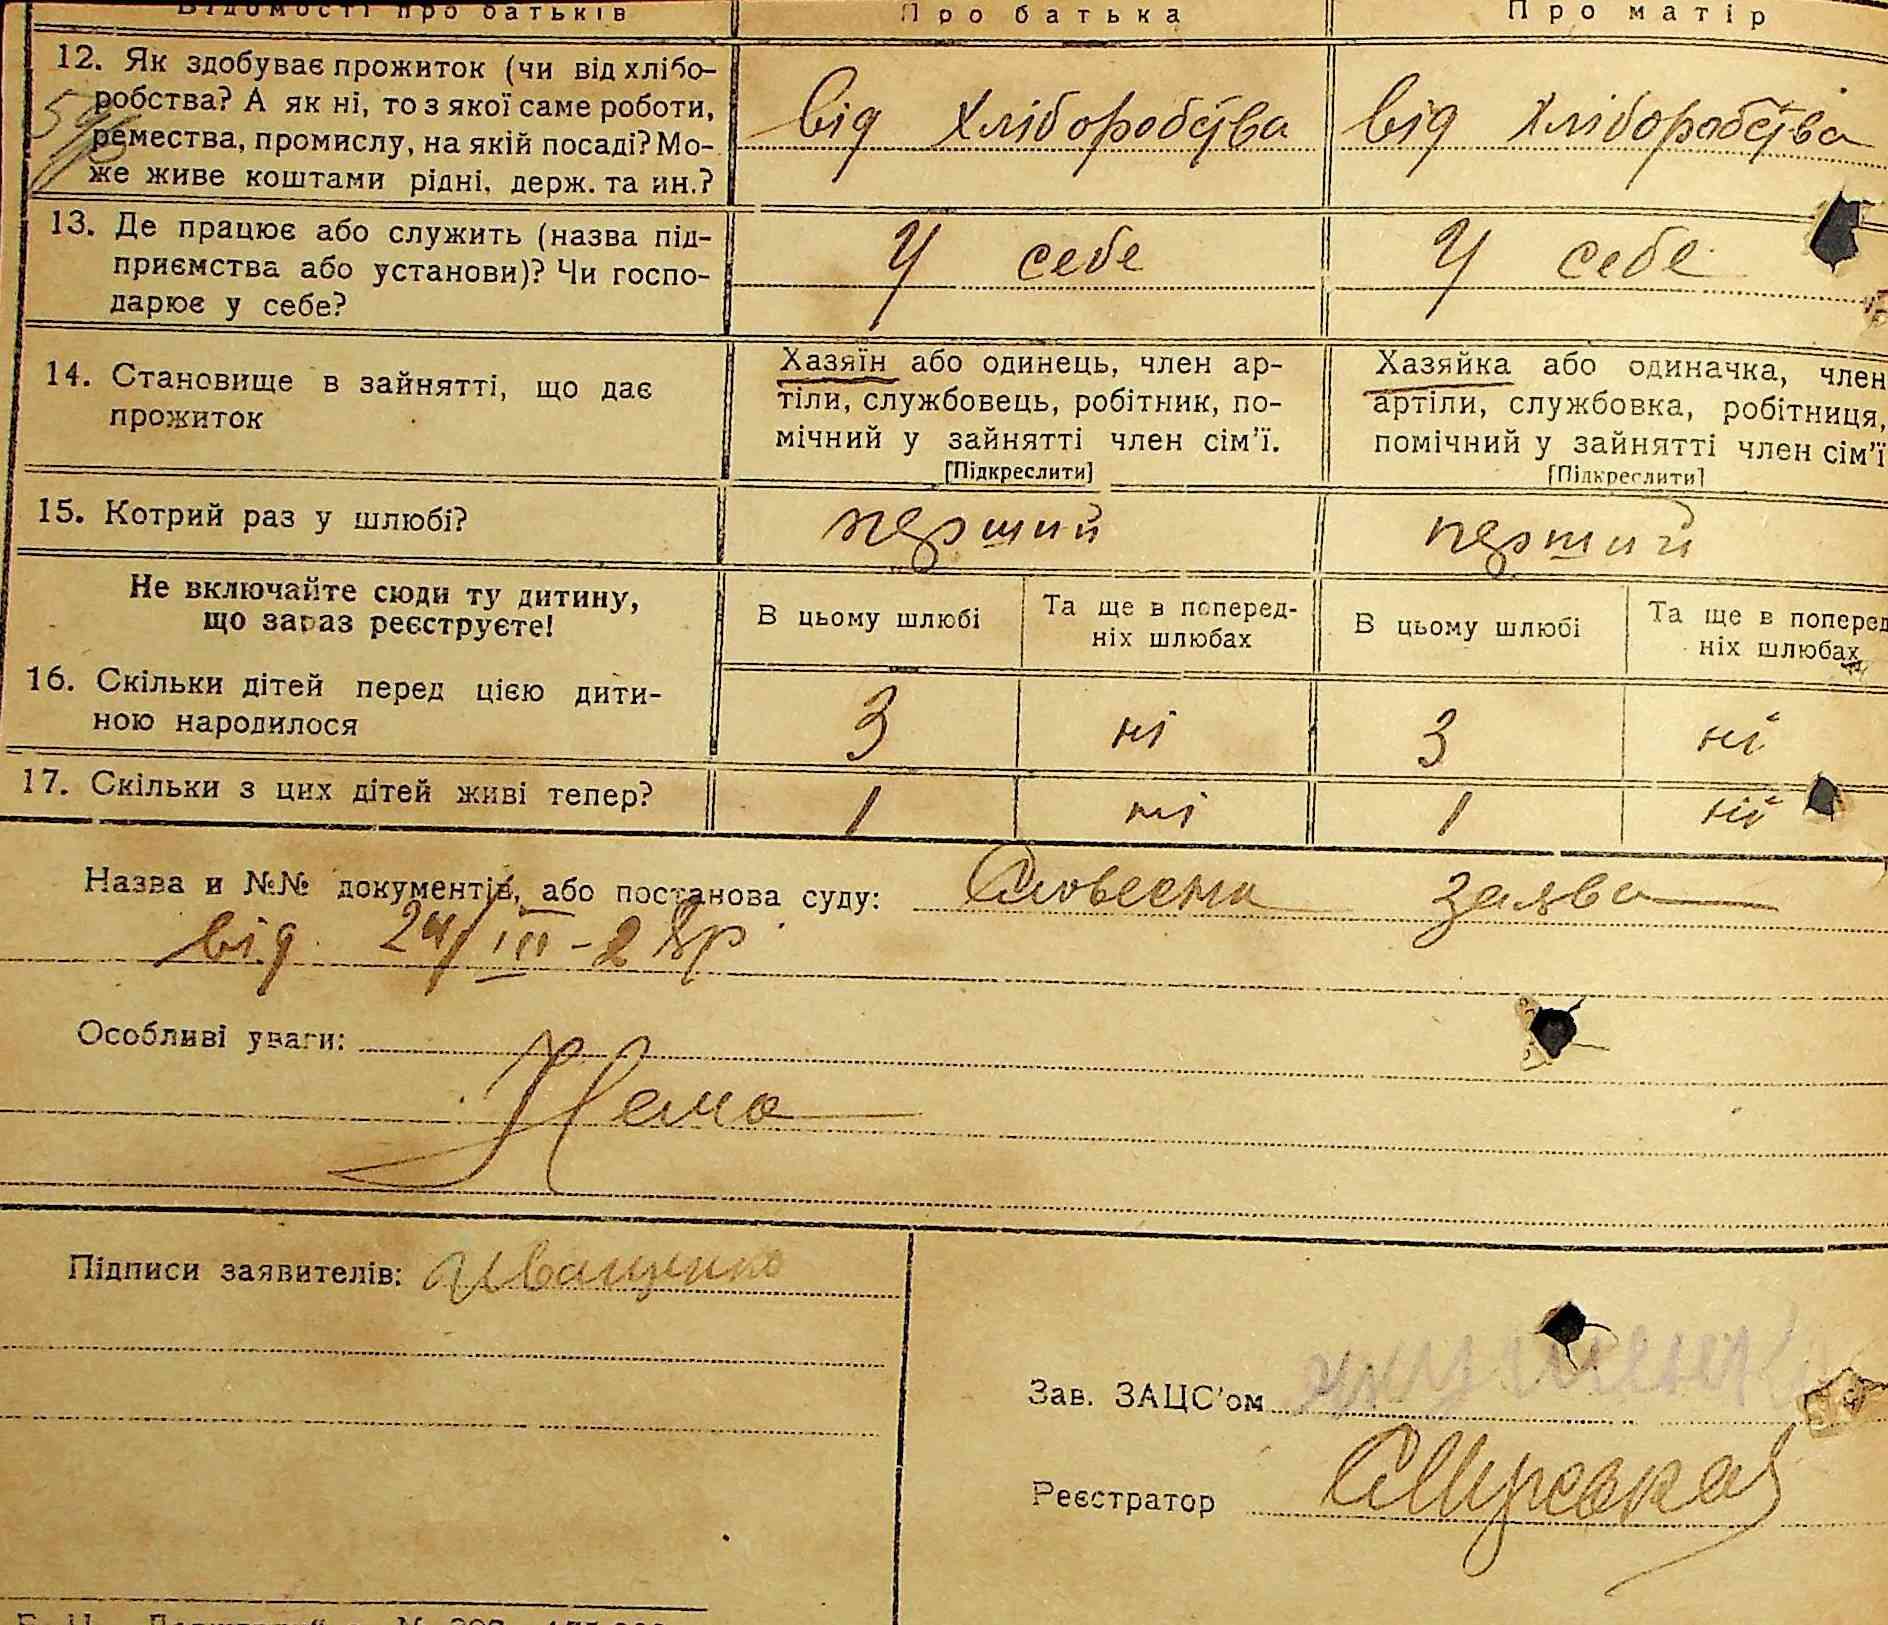 Відомості про батьків Про батька Про матір
12. Як здобуває прожиток (чи від хлібо-
робства? А як ні, то з якої саме роботи,
ремества, промислу, на якій посаді? Мо-
же живе коштами рідні, держ. та ин.?
від хліборобства від хліборобства
13. Де працює або служить (назва під-
приємства або установи)? Чи госпо-
дарює у себе?
У себе У себе
14. Становище в зайнятті, що дає
прожиток
Хазяїн або одинець, член ар-
тіли, службовець, робітник, по-
мічний у зайнятті член сім'ї.
[Підкреслити]
Хазяйка або одиначка, член
артіли, службовка, робітниця,
помічний у зайнятті член сім'ї
[Підкреслити]
15. Котрий раз у шлюбі? перший перший
Не включайте сюди ту дитину,
що зараз реєструєте!
В цьому шлюбі
Та ще в поперед-
ніх шлюбах
В цьому шлюбі
Та ще в поперед
ніх шлюбах
16. Скільки дітей перед цією дити-
ною народилося
3 ні 3 ні
17. Скільки з цих дітей живі тепер? 1 ні 1 ні
Назва и №№ документів, або постанова суду: Словесна заява
від 24/III-28р
Особливі уваги:
Нема
Підписи заявителів: Иващенко
Зав. ЗАЦС'ом
Реєстратор